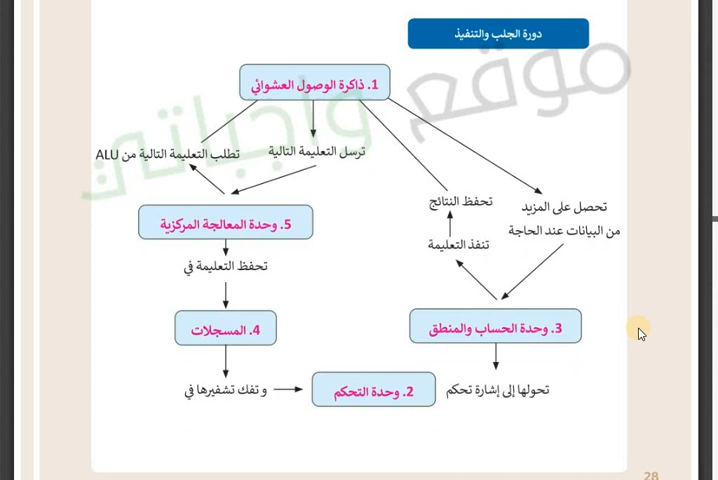 دورة الجلب والتنفيذ
موقع واجباتي
1. ذاكرة الوصول العشوائي
ترسل التعليمة التالية
تطلب التعليمة التالية من ALU
تحصل على المزيد
من البيانات عند الحاجة
تحفظ النتائج
تنفذ التعليمة
5. وحدة المعالجة المركزية
تحفظ التعليمة في
3. وحدة الحساب والمنطق
4. المسجلات
تحولها إلى إشارة تحكم
2. وحدة التحكم
و تفك تشفيرها في
28